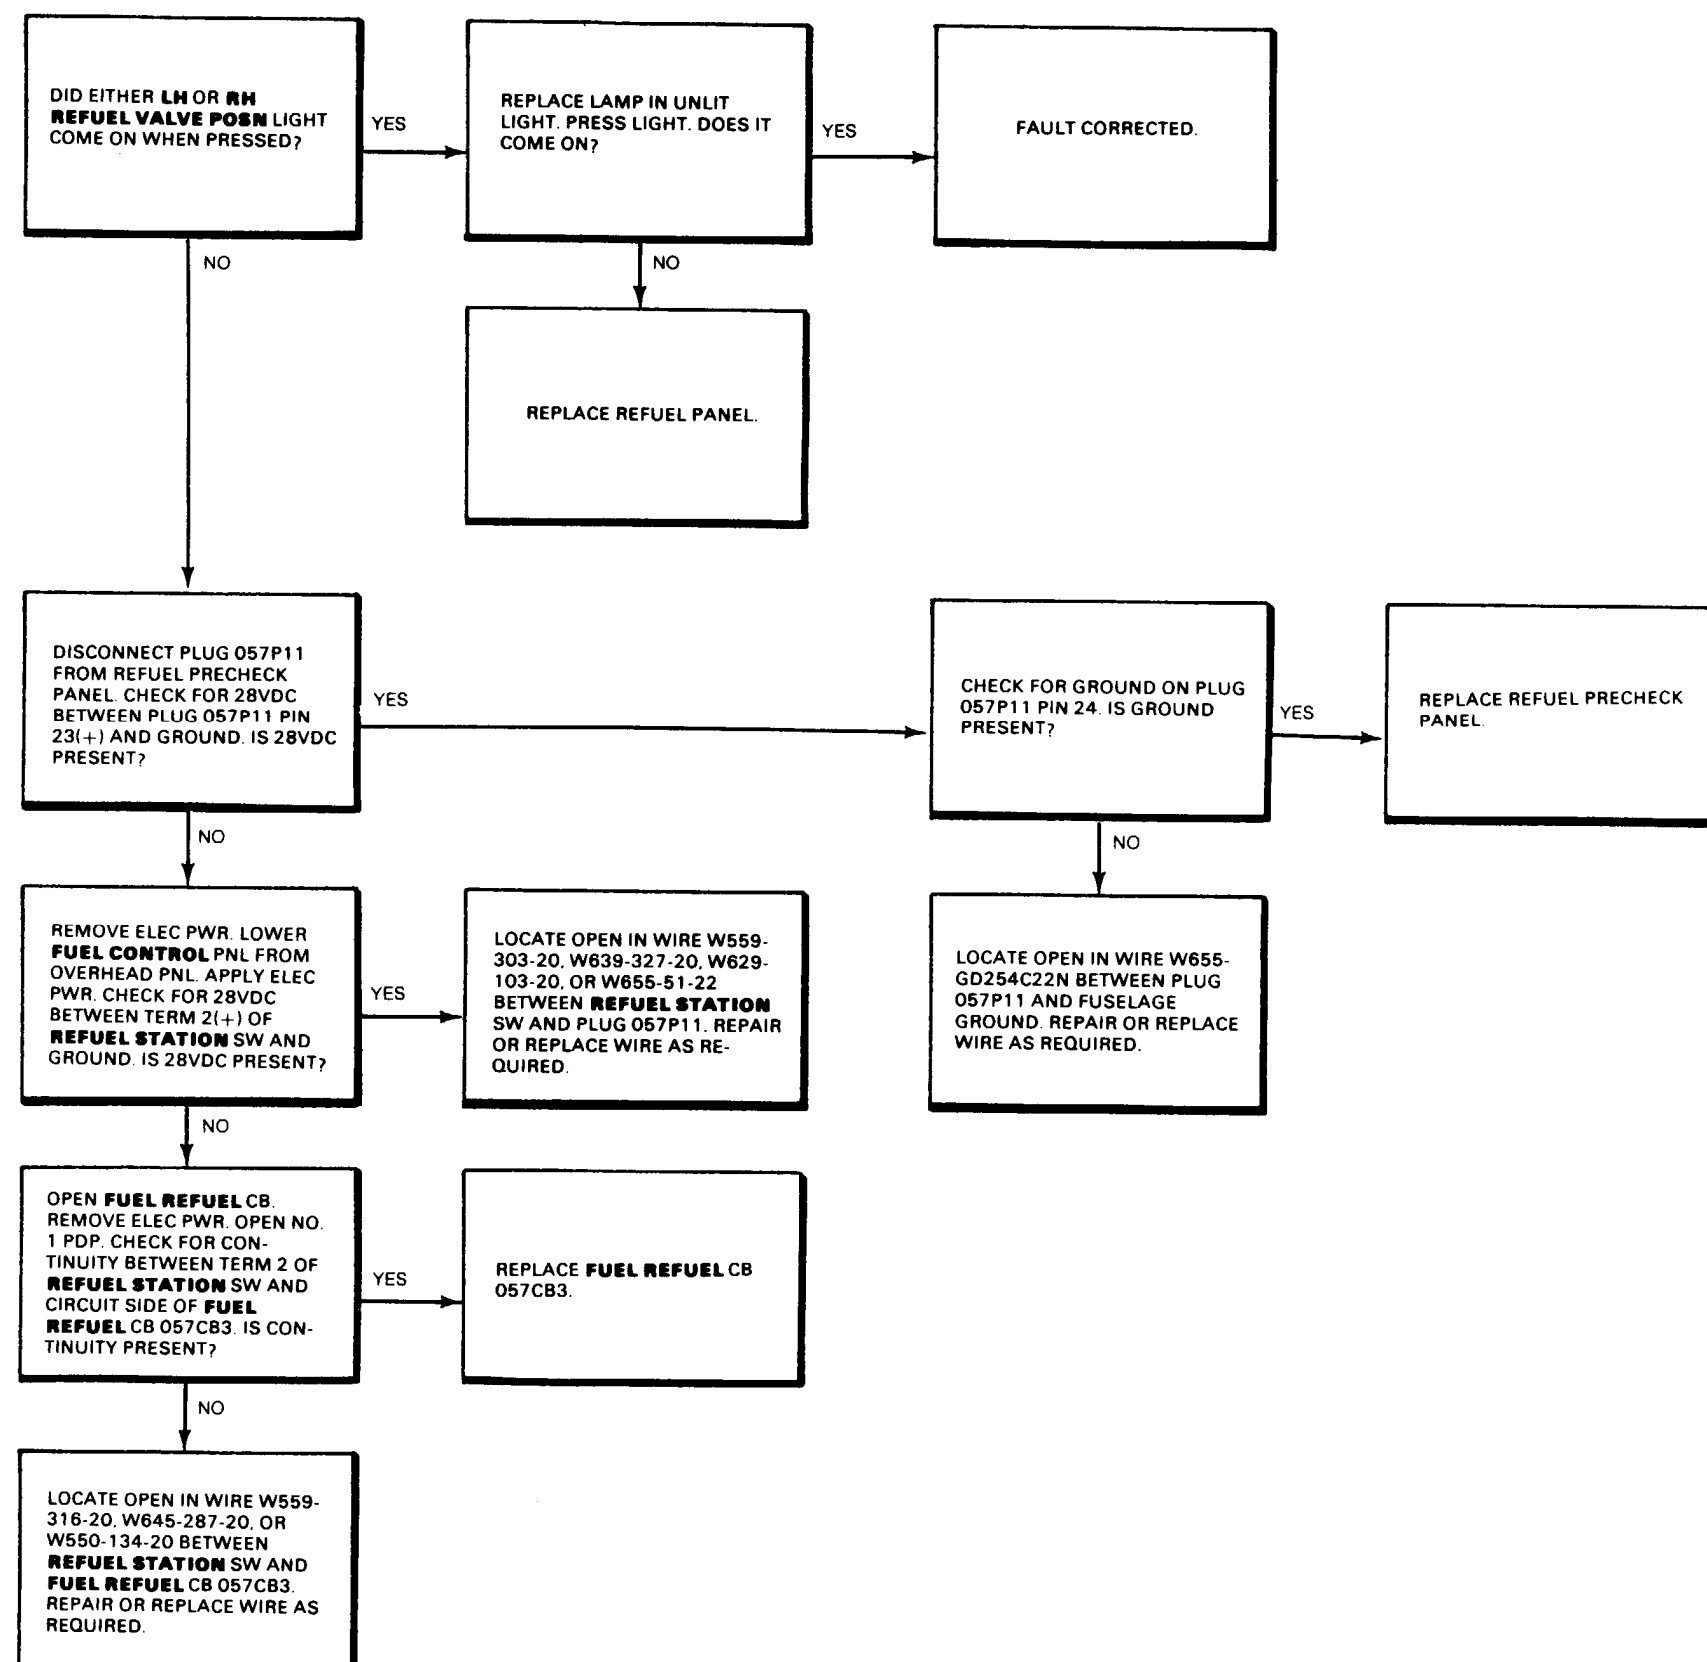 DID EITHER LH OR RH
REFUEL VALVE POSN LIGHT
COME ON WHEN PRESSED?
YES
REPLACE LAMP IN UNLIT
LIGHT. PRESS LIGHT. DOES IT
COME ON?
YES
FAULT CORRECTED.
NO
NO
REPLACE REFUEL PANEL.
DISCONNECT PLUG 057P11
FROM REFUEL PRECHECK
PANEL. CHECK FOR 28VDC
BETWEEN PLUG 057P11 PIN
23(+) AND GROUND. IS 28VDC
PRESENT?
YES
CHECK FOR GROUND ON PLUG
057P11 PIN 24. IS GROUND
PRESENT?
YES
REPLACE REFUEL PRECHECK
PANEL.
NO
NO
REMOVE ELEC PWR. LOWER
FUEL CONTROL PNL FROM
OVERHEAD PNL. APPLY ELEC
PWR. CHECK FOR 28VDC
BETWEEN TERM 2(+) OF
REFUEL STATION SW AND
GROUND. IS 28VDC PRESENT?
YES
LOCATE OPEN IN WIRE W559-
303-20, W639-327-20, W629-
103-20, OR W655-51-22
BETWEEN REFUEL STATION
SW AND PLUG 057P11. REPAIR
OR REPLACE WIRE AS RE-
QUIRED.
LOCATE OPEN IN WIRE W655-
GD254C22N BETWEEN PLUG
057P11 AND FUSELAGE
GROUND. REPAIR OR REPLACE
WIRE AS REQUIRED.
NO
OPEN FUEL REFUEL CB.
REMOVE ELEC PWR. OPEN NO.
1 PDP. CHECK FOR CON-
TINUITY BETWEEN TERM 2 OF
REFUEL STATION SW AND
CIRCUIT SIDE OF FUEL
REFUEL CB 057CB3. IS CON-
TINUITY PRESENT?
YES
REPLACE FUEL REFUEL CB
057CB3.
NO
LOCATE OPEN IN WIRE W559-
316-20, W645-287-20, OR
W550-134-20 BETWEEN
REFUEL STATION SW AND
FUEL REFUEL CB 057CB3.
REPAIR OR REPLACE WIRE AS
REQUIRED.